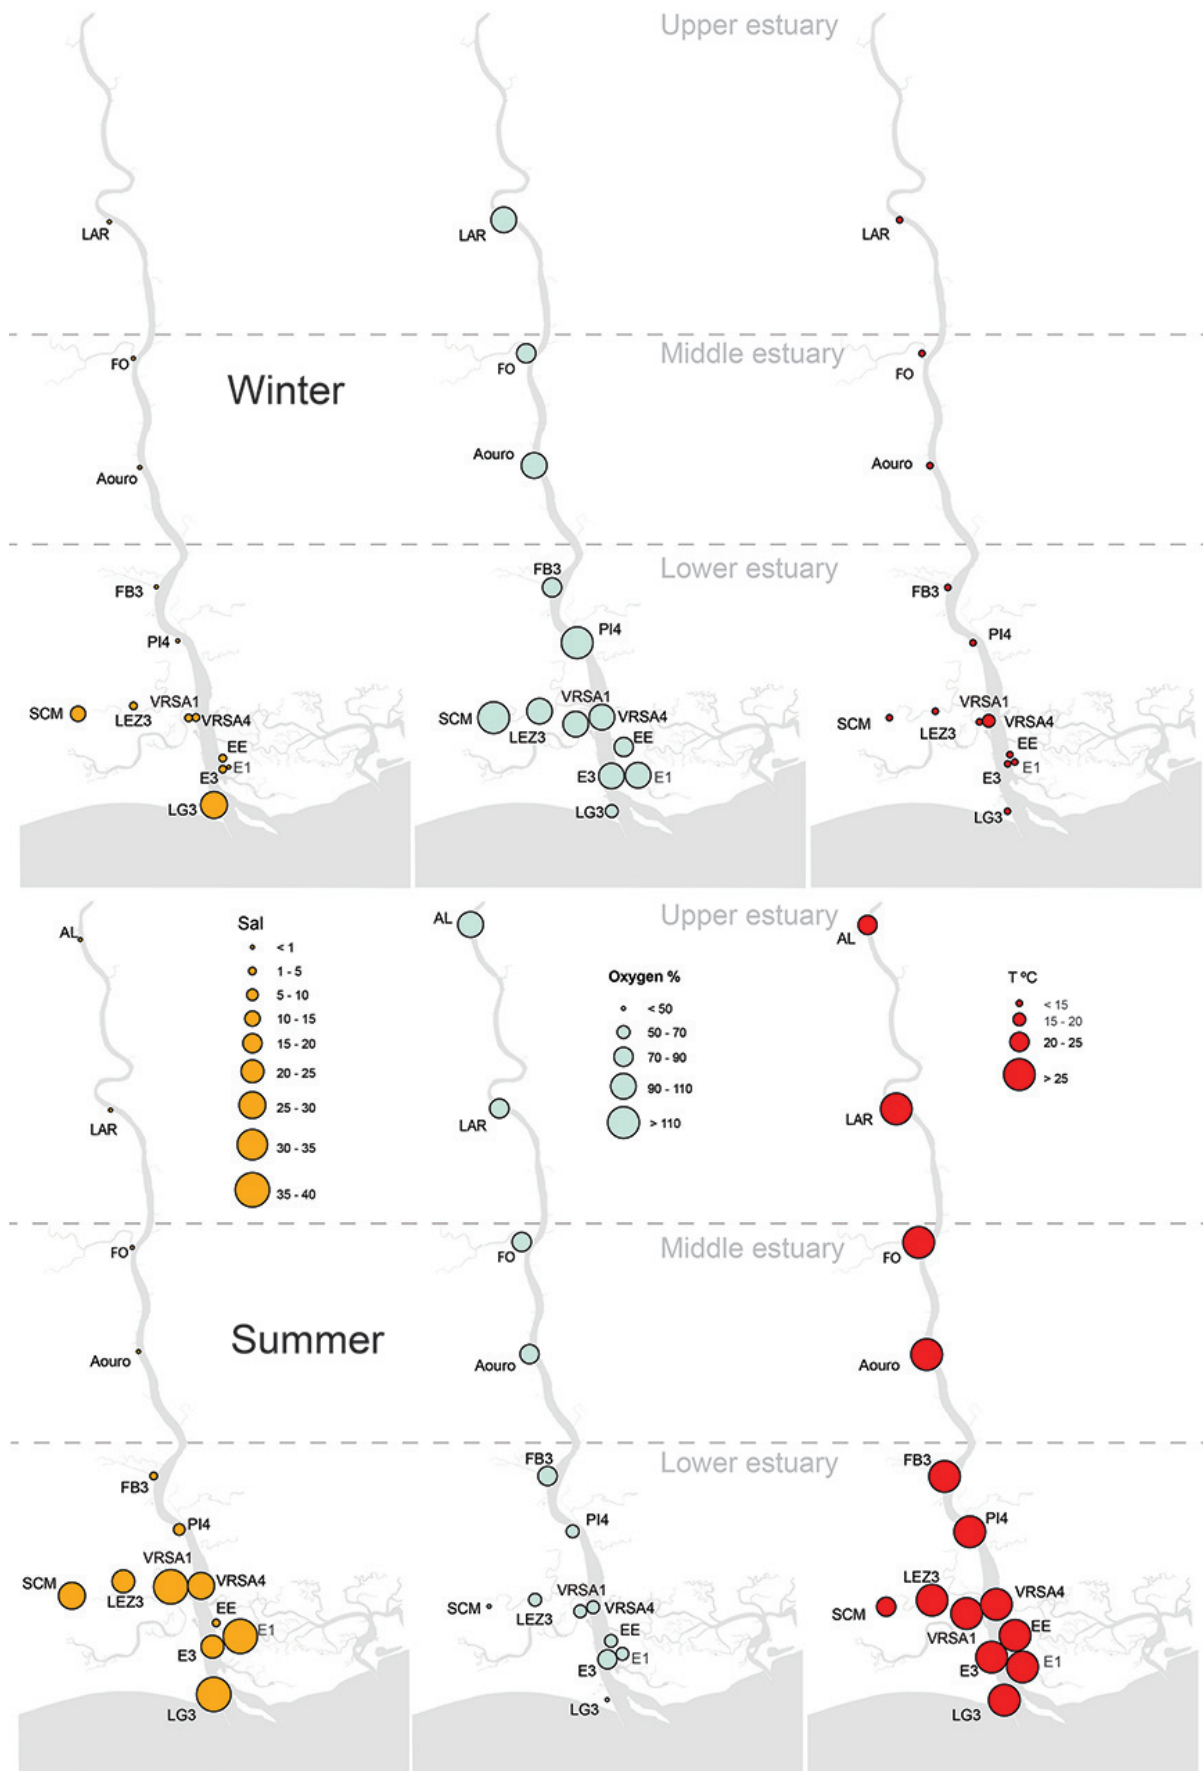 Upper estuary
LAR
LAR
LAR
Middle estuary
FO
FO
FO
Winter
Aouro
Aouro
Aouro
Lower estuary
FB3
FB3
FB3
PI4
PI4
PI4
SCM
LEZ3
VRSA1
VRSA4
EE
E1
E3
LG3
SCM
LEZ3
VRSA1
VRSA4
EE
E3
E1
LG3
SCM
LEZ3
VRSA1
VRSA4
EE
E1
E3
LG3
Upper estuary
AL
AL
AL
Sal
< 1
1 - 5
5 - 10
10 - 15
15 - 20
20 - 25
25 - 30
30 - 35
35 - 40
Oxygen %
< 50
50 - 70
70 - 90
90 - 110
> 110
T ºC
< 15
15 - 20
20 - 25
> 25
LAR
LAR
LAR
Middle estuary
FO
FO
FO
Summer
Aouro
Aouro
Aouro
Lower estuary
FB3
FB3
FB3
PI4
PI4
PI4
SCM
LEZ3
VRSA1
VRSA4
EE
E1
E3
LG3
SCM
LEZ3
VRSA1
VRSA4
EE
E1
E3
LG3
LEZ3
SCM
VRSA1
VRSA4
EE
E3
E1
LG3